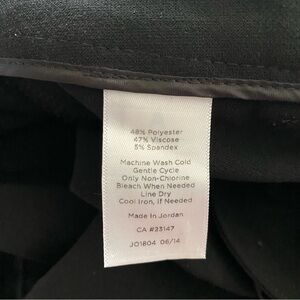 48% Polyester
47% Viscose
5% Spandex
Machine Wash Cold
Gentle Cycle
Only Non-Chlorine
Bleach When Needed
Line Dry
Cool Iron, If Needed
Made in Jordan
CA #23147
JO1804 06/14